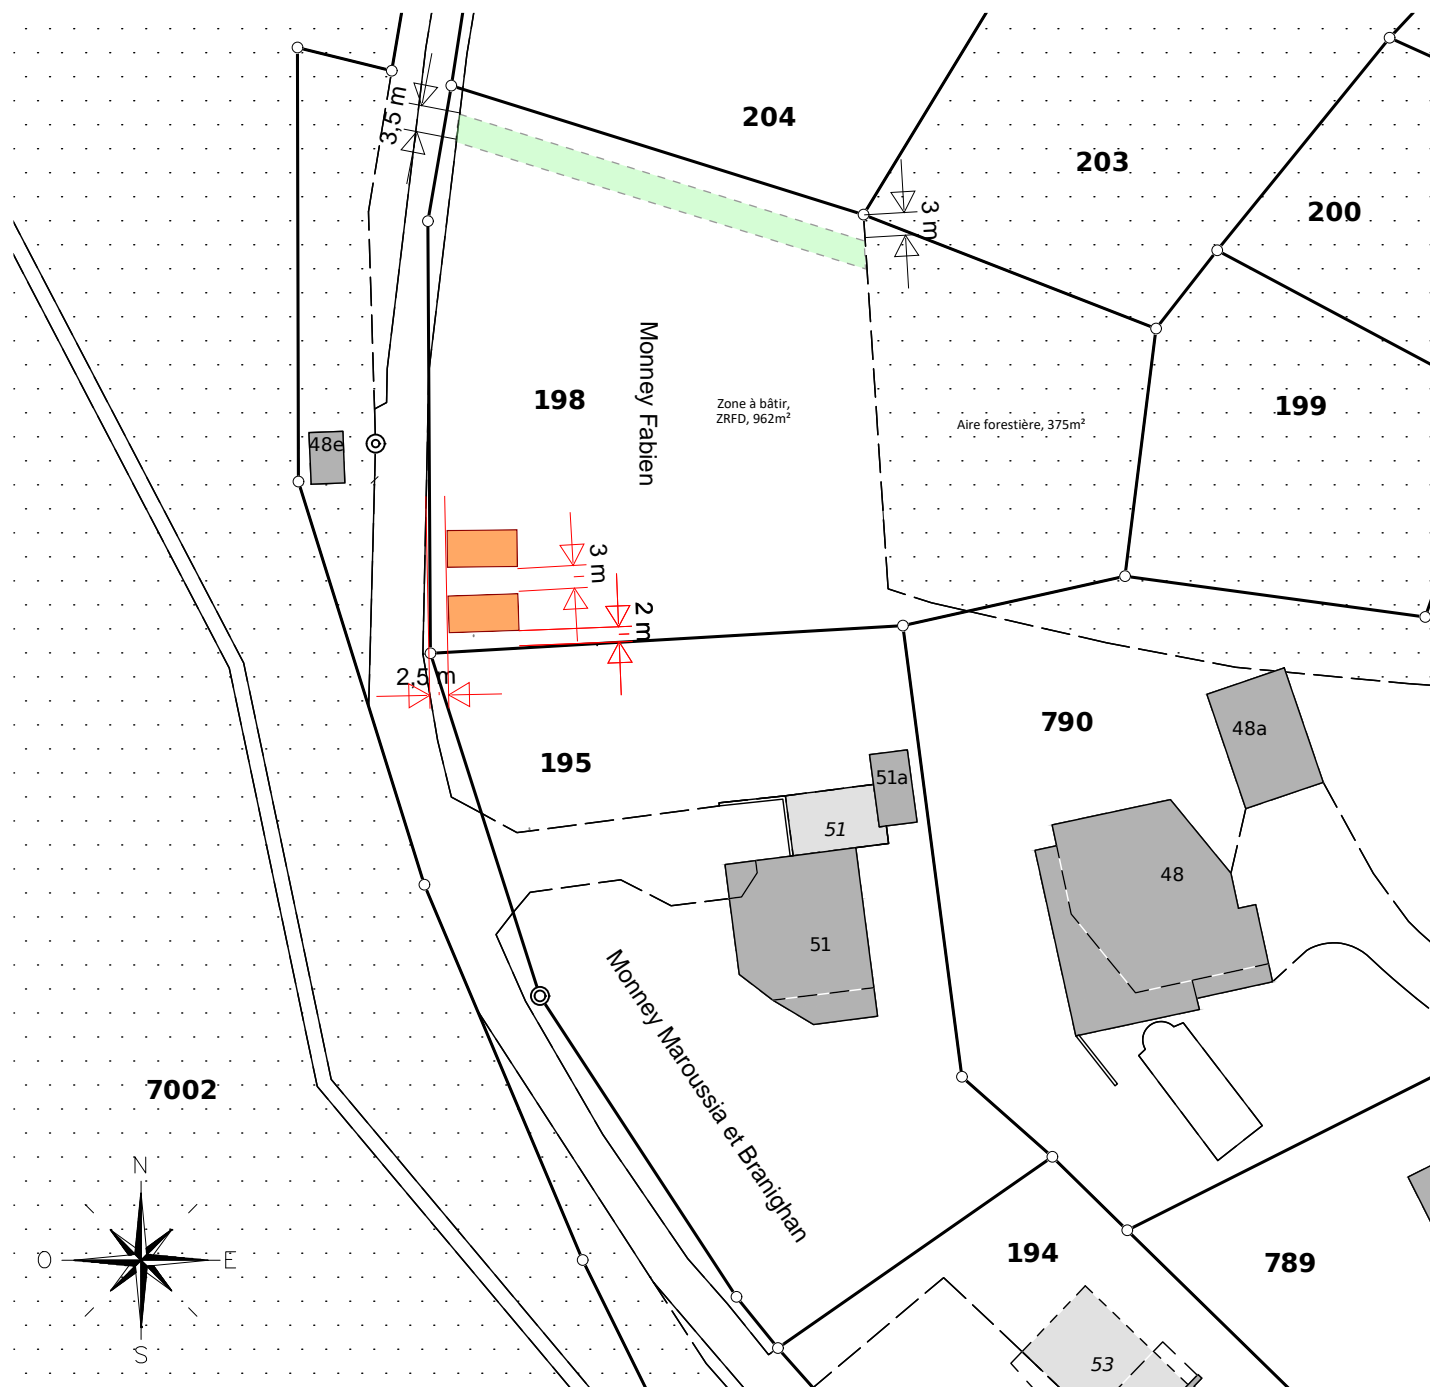 3,5 m
204
203
3 m
200
198
Monney Fabien
Zone à bâtir,
ZRFD, 962m²
Aire forestière, 375m²
199
48e
3 m
2 m
2,5 m
195
790
48a
51a
51
48
51
Monney Maroussia et Branighan
7002
N
O
E
S
194
789
53